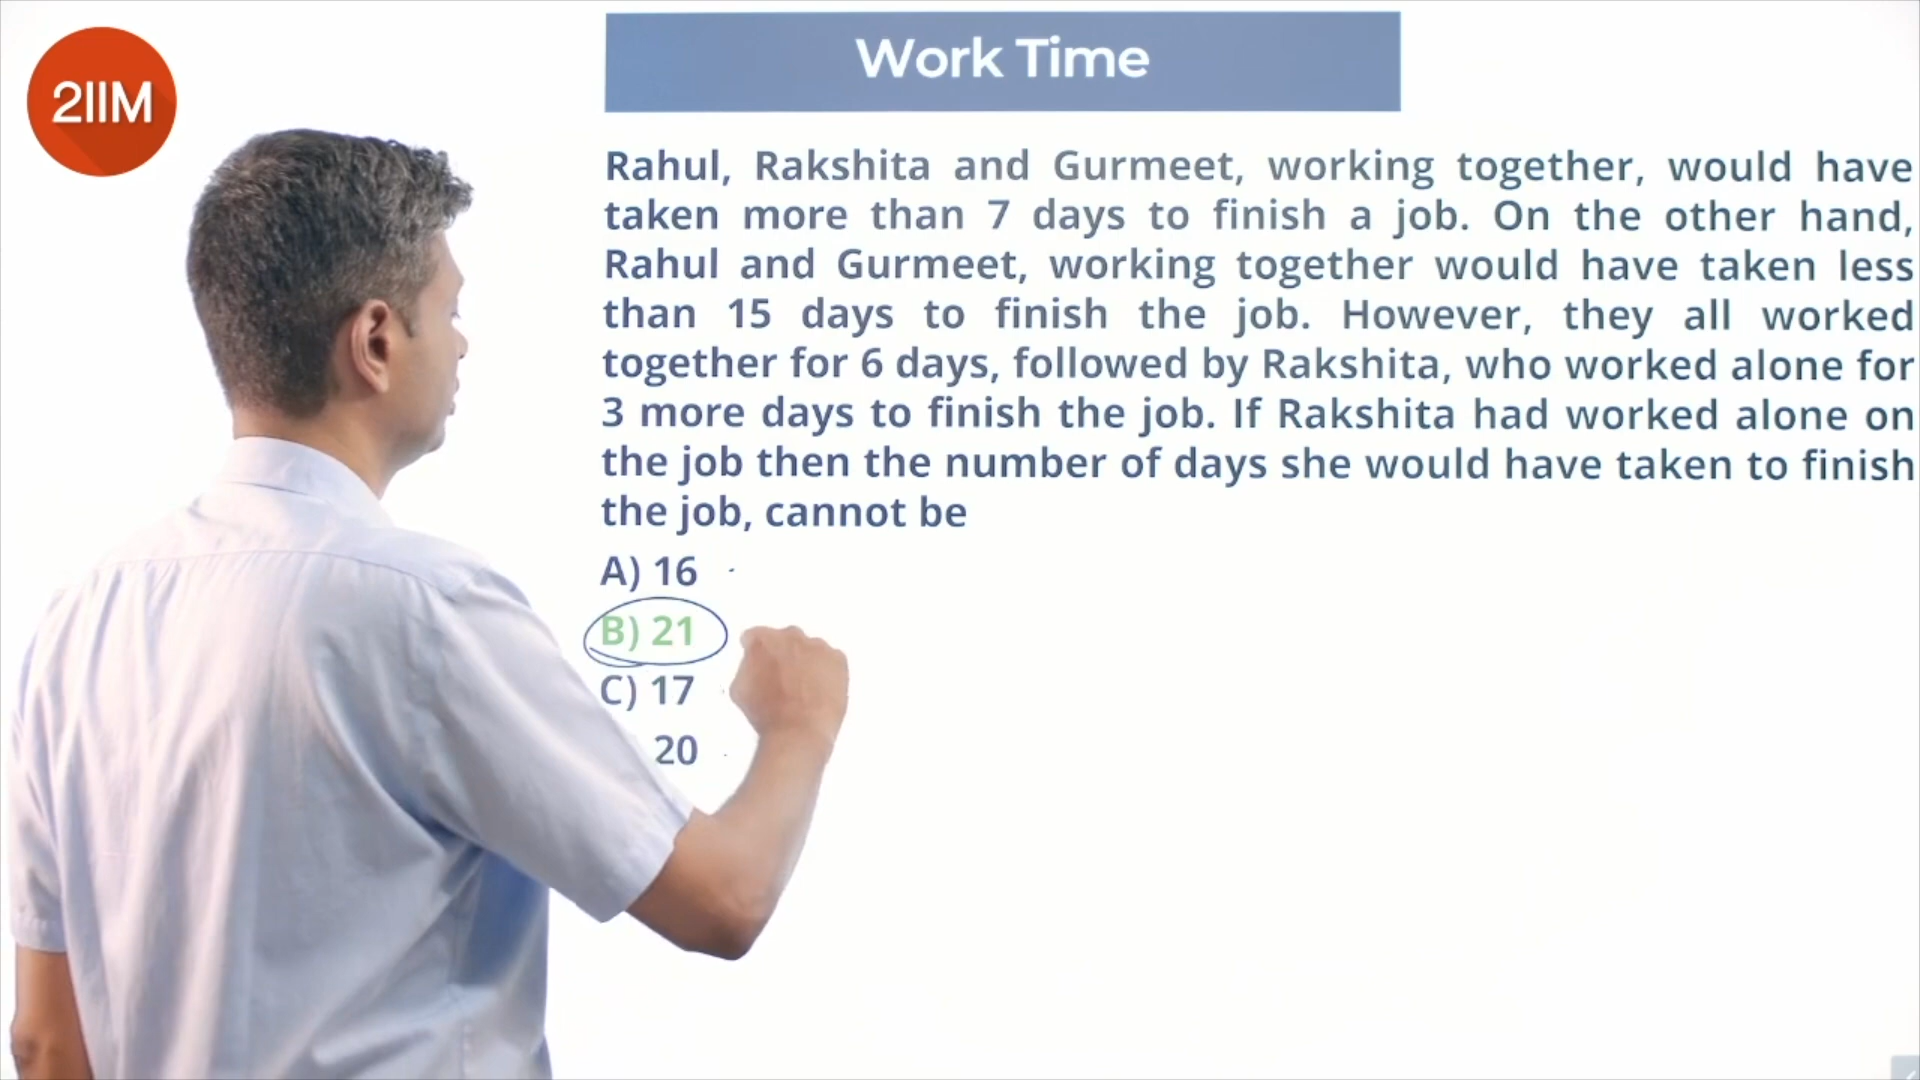 2IIM
Work Time
Rahul, Rakshita and Gurmeet, working together, would have
taken more than 7 days to finish a job. On the other hand,
Rahul and Gurmeet, working together would have taken less
than 15 days to finish the job. However, they all worked
together for 6 days, followed by Rakshita, who worked alone for
3 more days to finish the job. If Rakshita had worked alone on
the job then the number of days she would have taken to finish
the job, cannot be
A) 16
B) 21
C) 17
20